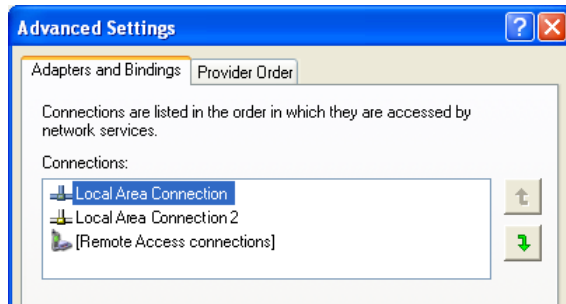 Advanced Settings
Adapters and Bindings Provider Order
Connections are listed in the order in which they are accessed by
network services.
Connections:
Local Area Connection
Local Area Connection 2
[Remote Access connections]